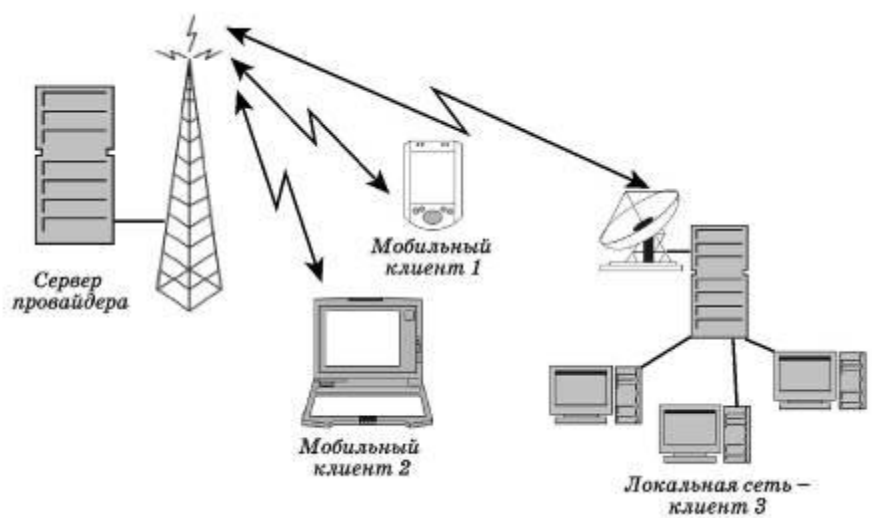 Сервер
провайдера
Мобильный
клиент 1
Мобильный
клиент 2
Локальная сеть –
клиент 3